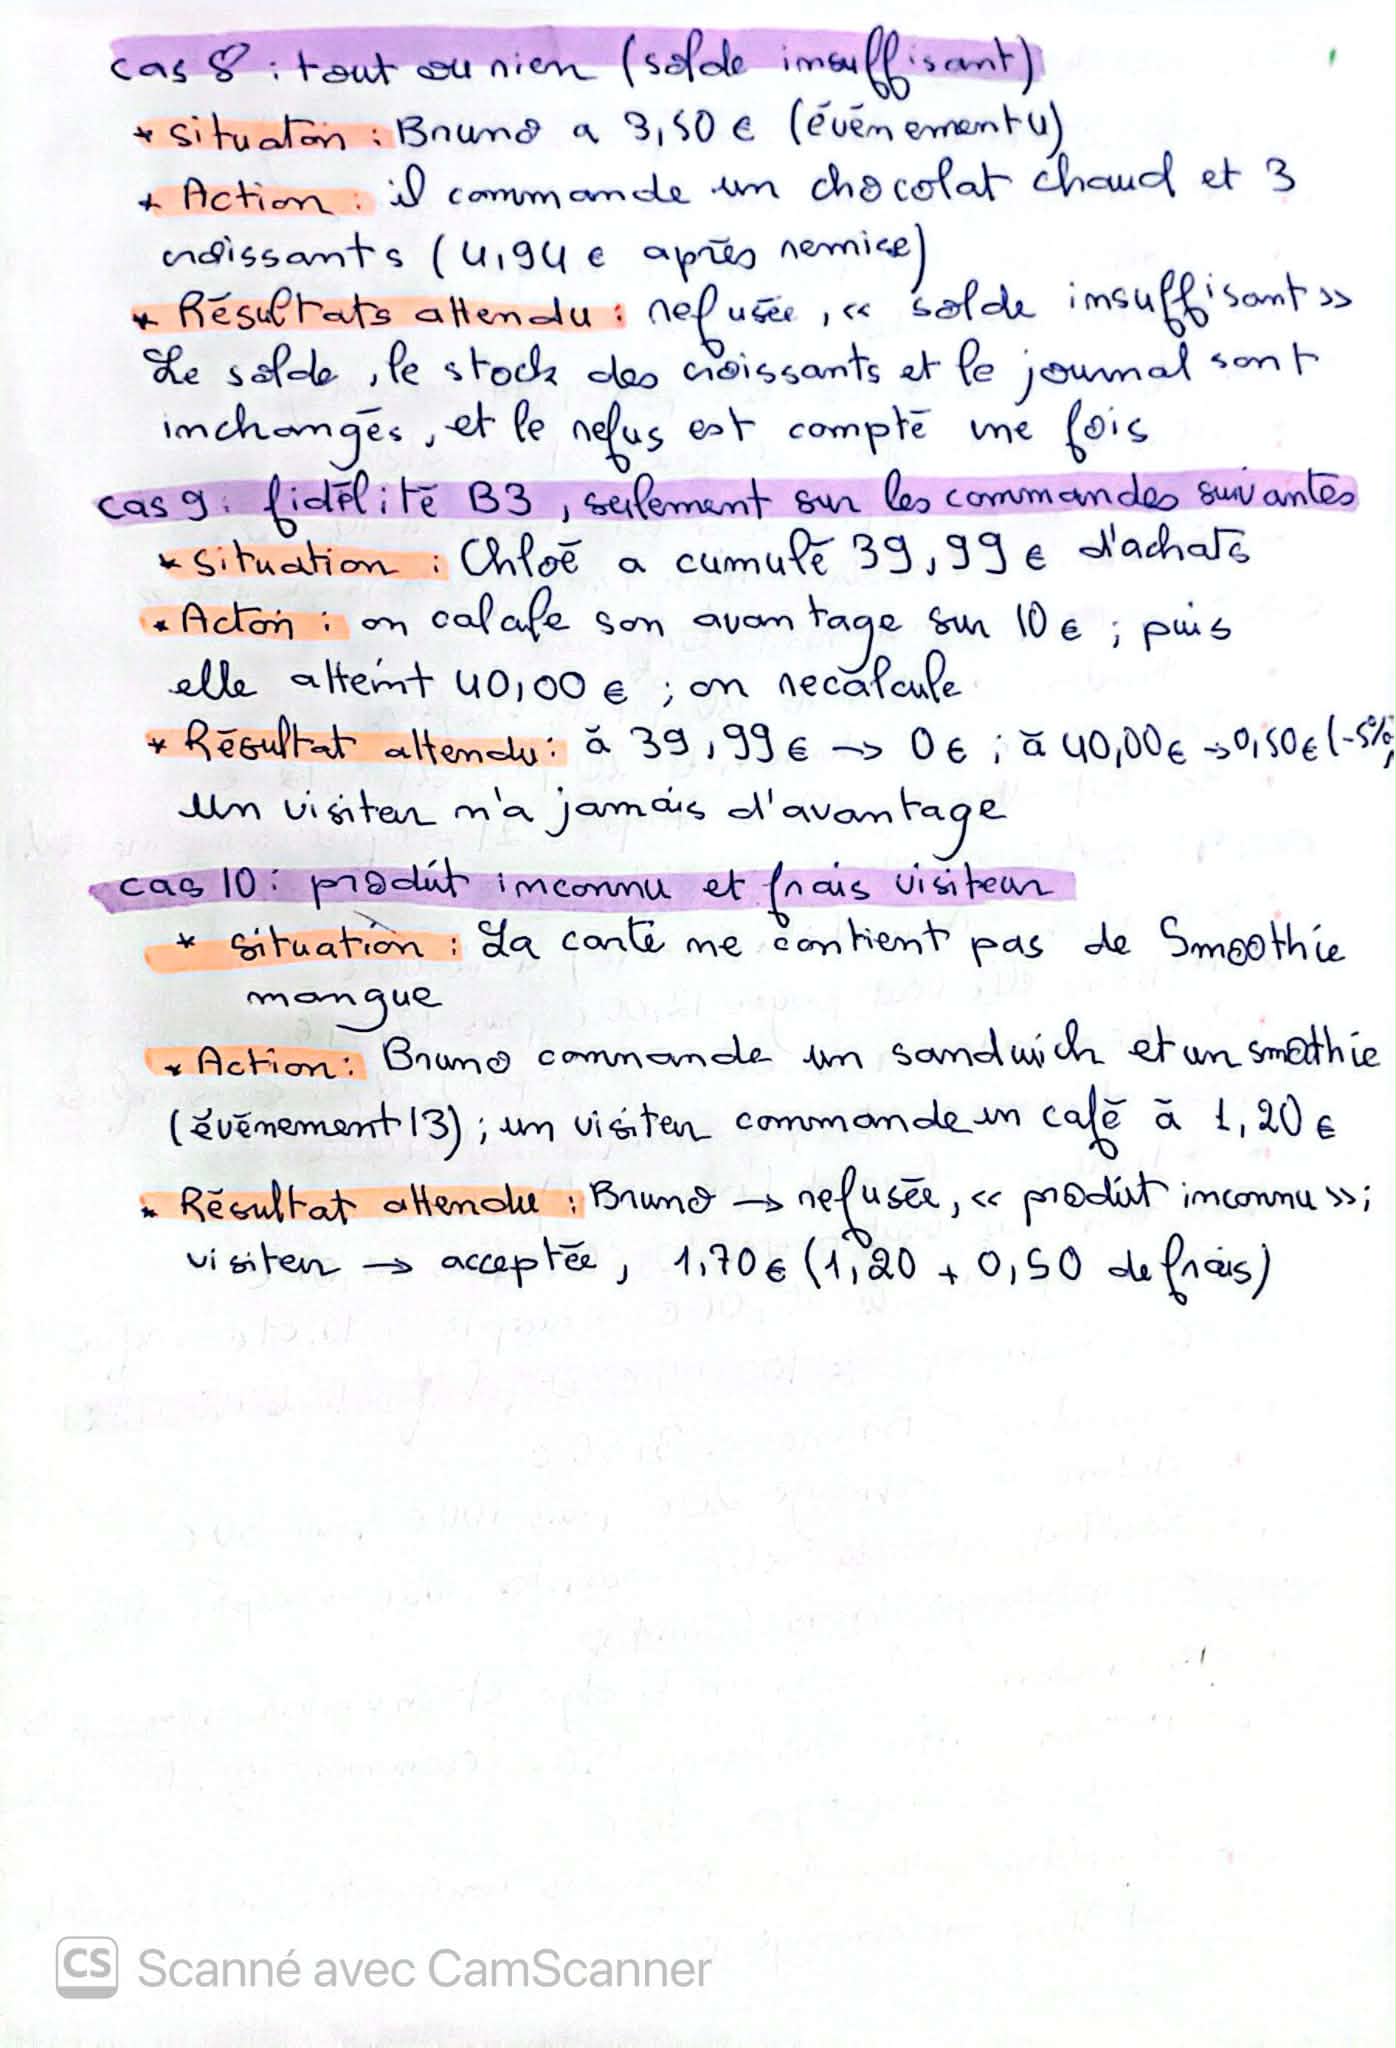 cas 8 : tout ou rien (solde insuffisant)
* situation : Bruno a 3,50 € (événement 4)
* Action : il commande un chocolat chaud et 3
croissants (4,94 € après remise)
* Résultats attendu : refusée, « solde insuffisant »
Le solde, le stock des croissants et le journal sont
inchangés, et le refus est compté une fois
cas 9 : fidélité B3, seulement sur les commandes suivantes
* situation : Chloé a cumulé 39,99 € d'achats
* Action : on calcule son avantage sur 10 € ; puis
elle atteint 40,00 € ; on recalcule
* Résultat attendu : à 39,99 € → 0 € ; à 40,00 € → 0,50 € (-5%;
Un visiteur n'a jamais d'avantage
cas 10 : produit inconnu et frais visiteur
* situation : La carte ne contient pas de Smoothie
mangue
* Action : Bruno commande un sandwich et un smothie
(événement 13) ; un visiteur commande un café à 1,20 €
* Résultat attendu : Bruno → refusée, « produit inconnu » ;
visiteur → acceptée, 1,70 € (1,20 + 0,50 de frais)
CS Scanné avec CamScanner